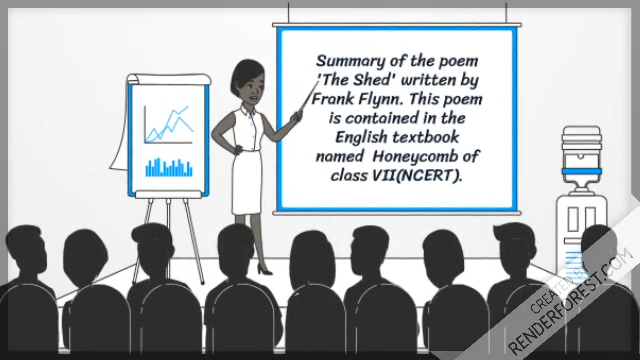 Summary of the poem
'The Shed' written by
Frank Flynn. This poem
is contained in the
English textbook
named Honeycomb of
class VII(NCERT).
CREATED BY
RENDERFOREST.COM